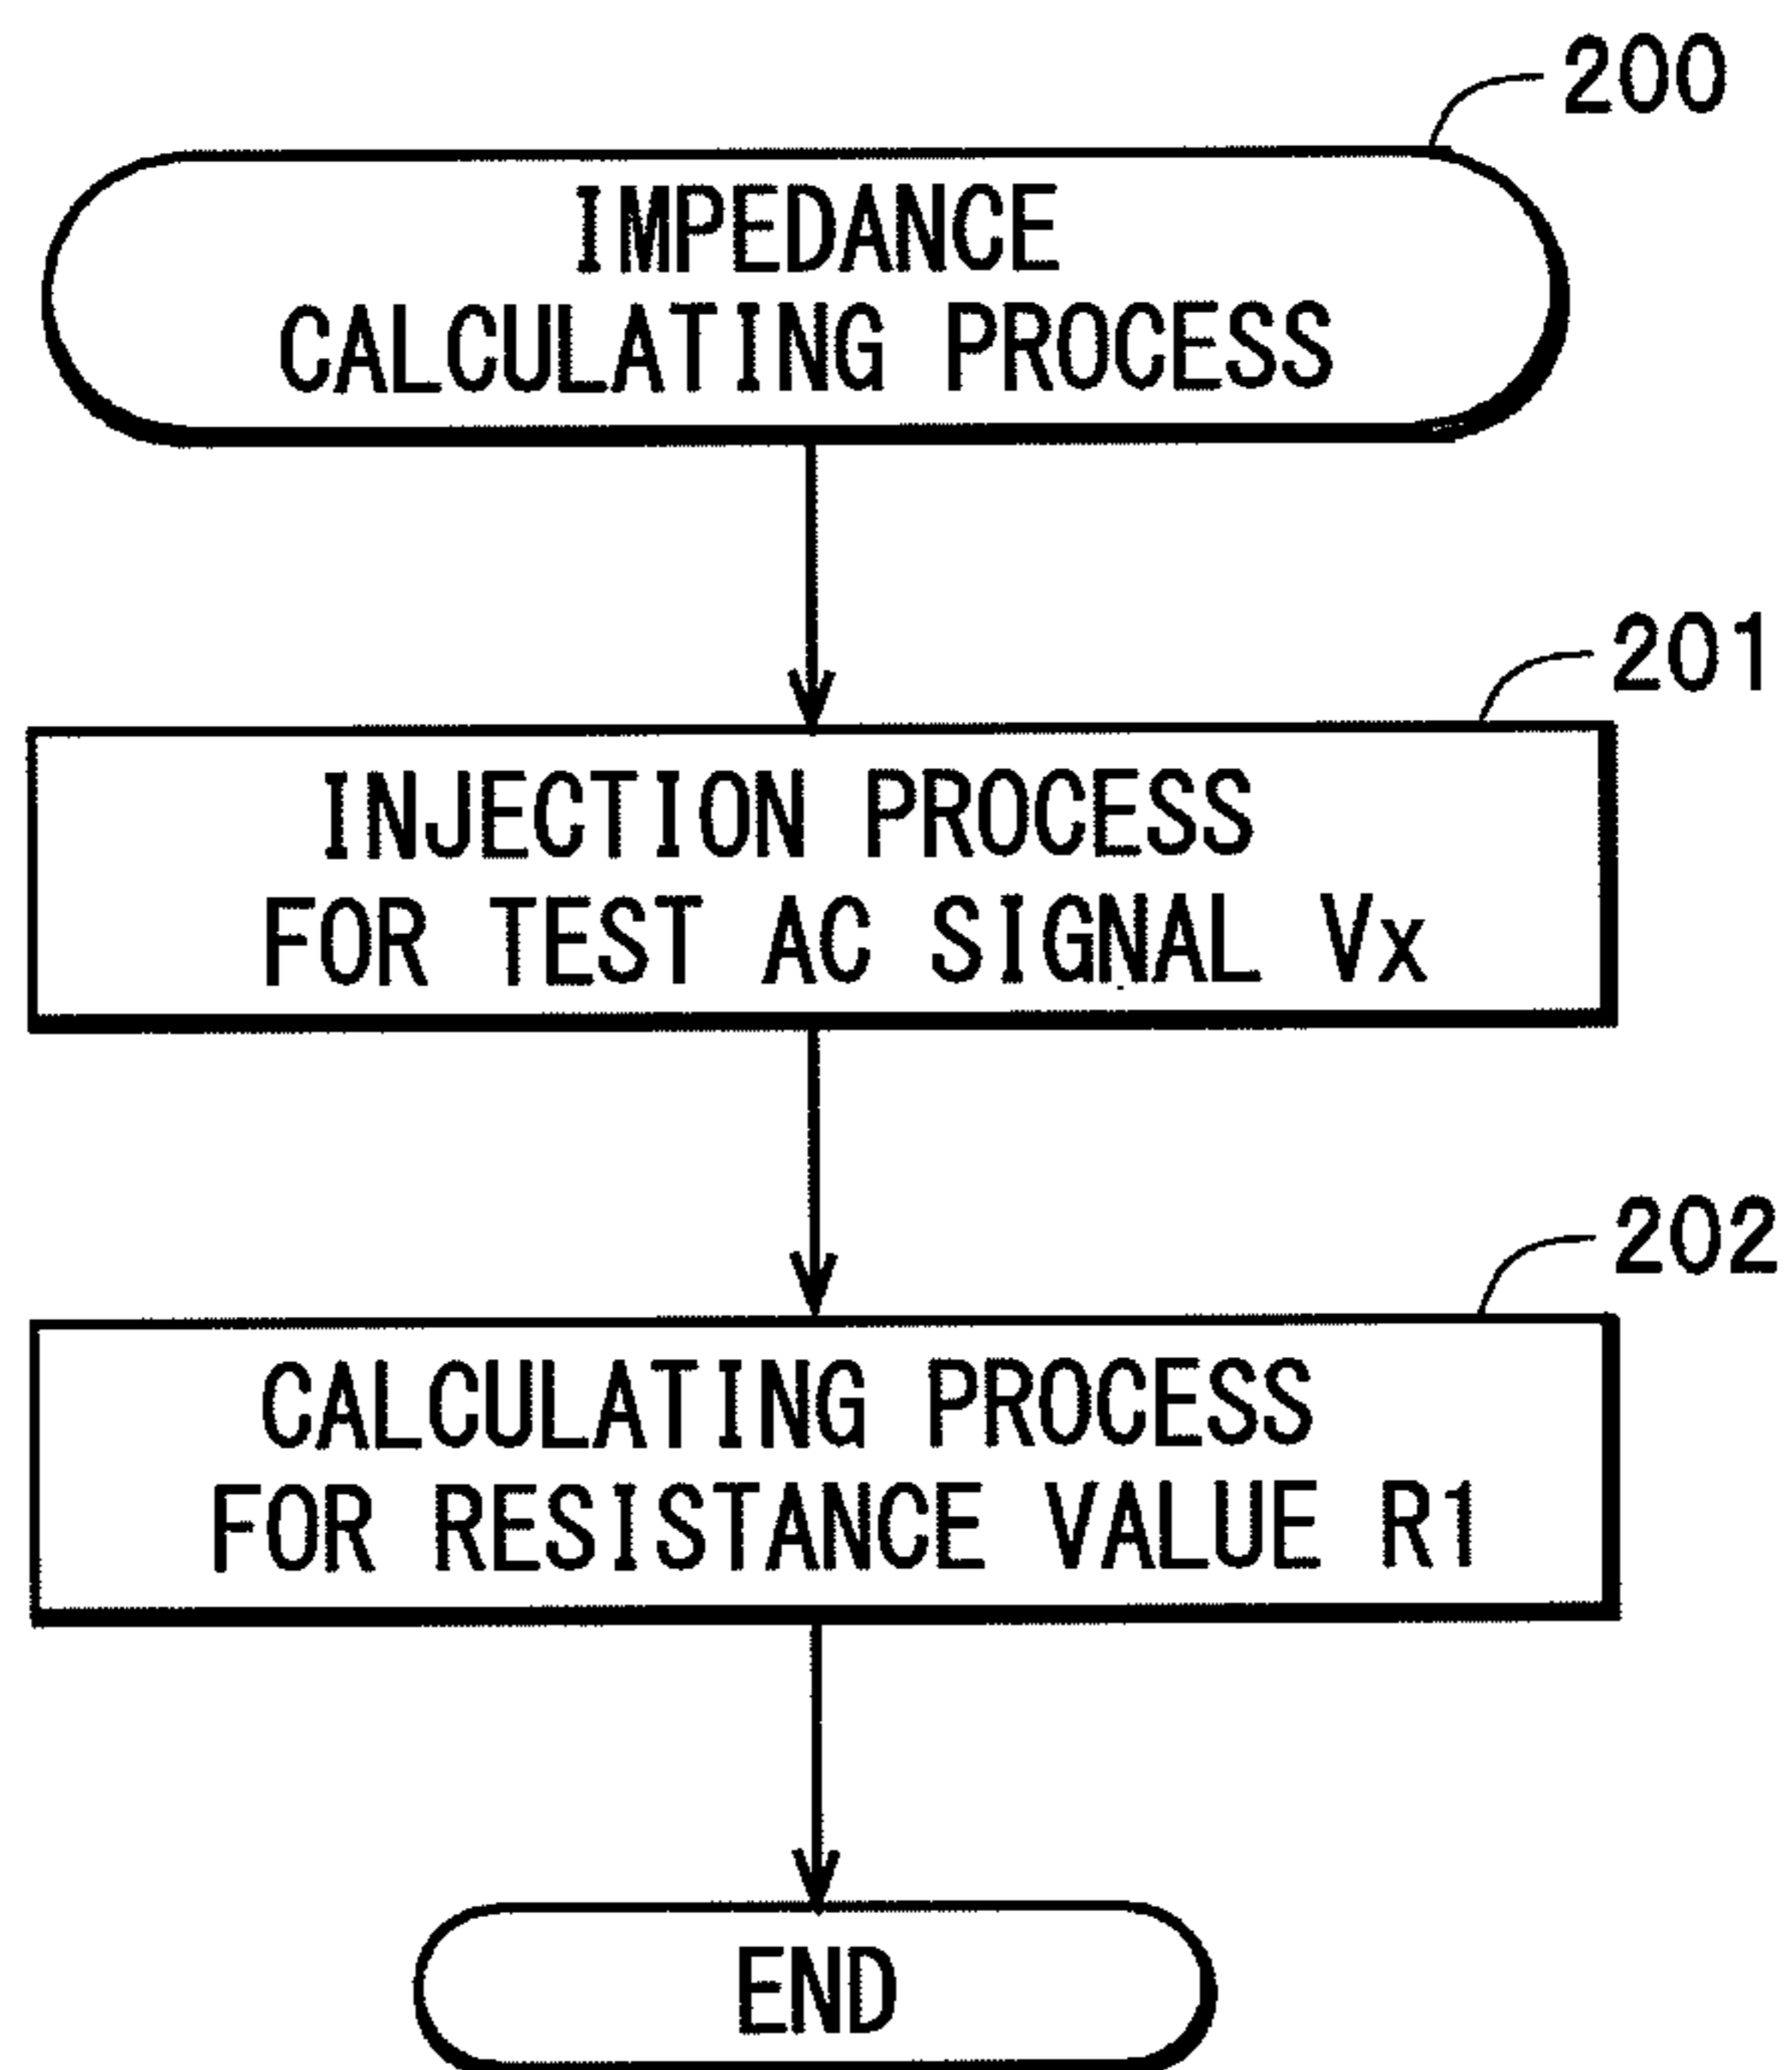 200
IMPEDANCE
CALCULATING PROCESS
201
INJECTION PROCESS
FOR TEST AC SIGNAL Vx
202
CALCULATING PROCESS
FOR RESISTANCE VALUE R1
END